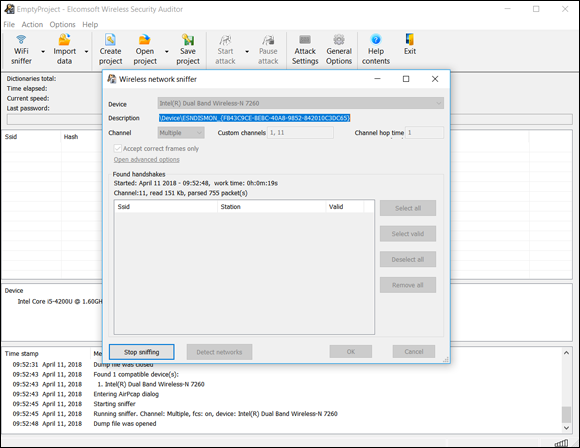 EmptyProject - Elcomsoft Wireless Security Auditor
File Action Options Help
WiFi sniffer
Import data
Create project
Open project
Save project
Start attack
Pause attack
Attack Settings
General Options
Help contents
Exit
Dictionaries total:
Time elapsed:
Current speed:
Last password:
Ssid Hash
Wireless network sniffer
Device Intel(R) Dual Band Wireless-N 7260
Description \Device\ESNDISMON_{FB43C9CE-8EBC-40A8-9852-842010C3DC65}
Channel Multiple Custom channels 1, 11 Channel hop time 1
Accept correct frames only
Open advanced options
Found handshakes
Started: April 11 2018 - 09:52:48, work time: 0h:0m:19s
Channel:11, read 151 Kb, parsed 755 packet(s)
Ssid Station Valid
Select all
Select valid
Deselect all
Remove all
Stop sniffing Detect networks OK Cancel
Device
Intel Core i5-4200U @ 1.60GH
Time stamp
09:52:31 April 11, 2018 Dump file was closed
09:52:43 April 11, 2018 Found 1 compatible device(s):
1. Intel(R) Dual Band Wireless-N 7260
09:52:43 April 11, 2018 Entering AirPcap dialog
09:52:45 April 11, 2018 Starting sniffer
09:52:45 April 11, 2018 Running sniffer. Channel: Multiple, fcs: on, device: Intel(R) Dual Band Wireless-N 7260
09:52:48 April 11, 2018 Dump file was opened